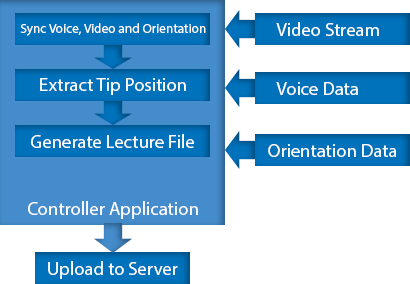 Sync Voice, Video and Orientation
Video Stream
Extract Tip Position
Voice Data
Generate Lecture File
Orientation Data
Controller Application
Upload to Server